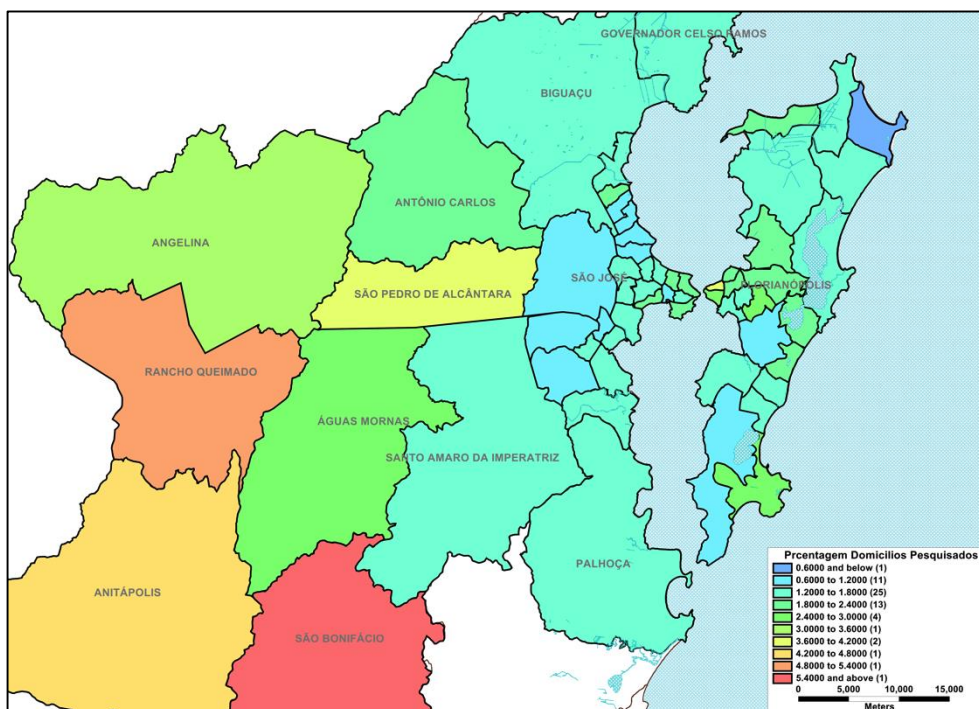 GOVERNADOR CELSO RAMOS
BIGUAÇU
ANTÔNIO CARLOS
ANGELINA
SÃO JOSÉ
FLORIANÓPOLIS
SÃO PEDRO DE ALCÂNTARA
RANCHO QUEIMADO
ÁGUAS MORNAS
SANTO AMARO DA IMPERATRIZ
PALHOÇA
ANITÁPOLIS
SÃO BONIFÁCIO
Prcentagem Domicilios Pesquisados
0.6000 and below (1)
0.6000 to 1.2000 (11)
1.2000 to 1.8000 (25)
1.8000 to 2.4000 (13)
2.4000 to 3.0000 (4)
3.0000 to 3.6000 (1)
3.6000 to 4.2000 (2)
4.2000 to 4.8000 (1)
4.8000 to 5.4000 (1)
5.4000 and above (1)
0 5,000 10,000 15,000
Meters